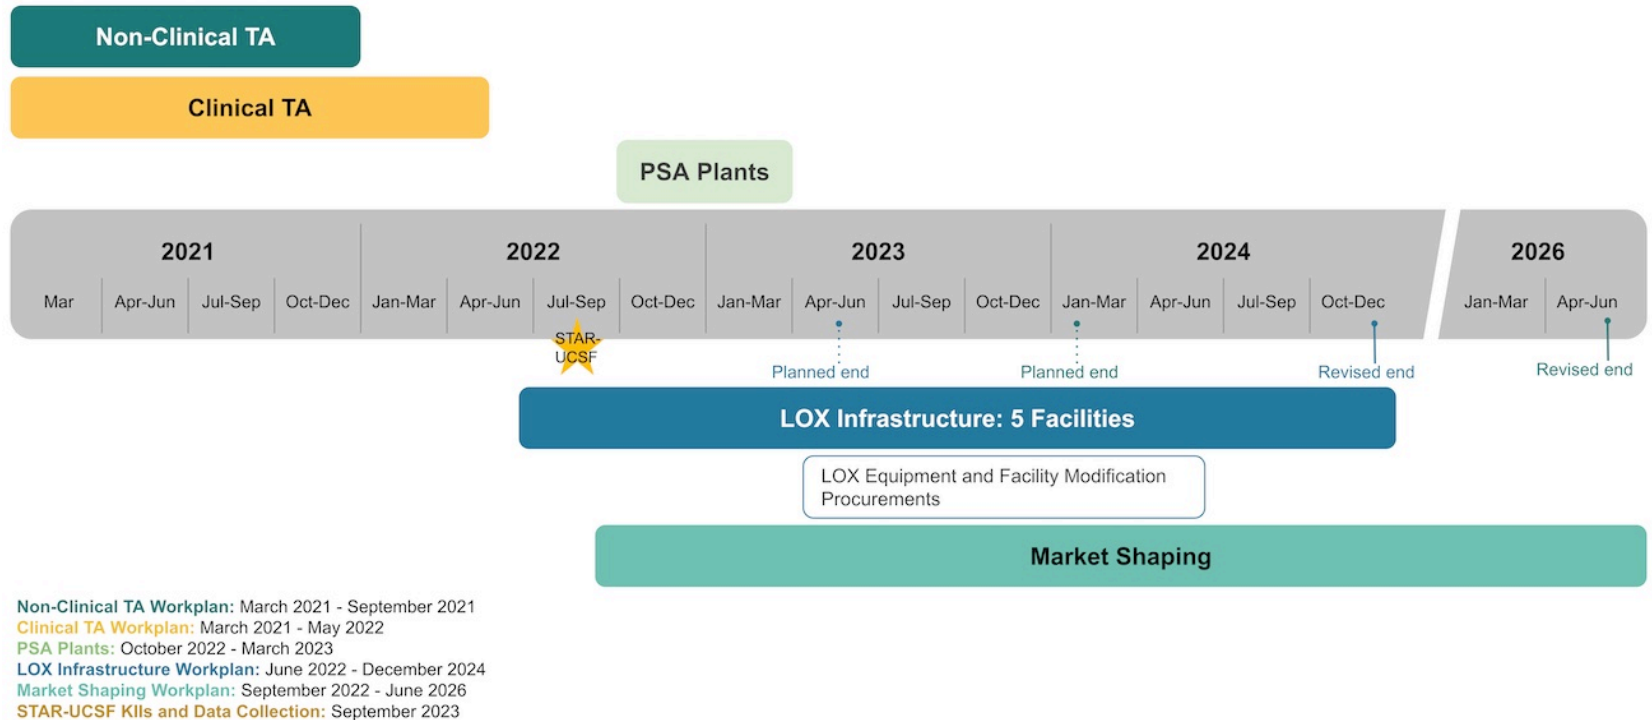 Non-Clinical TA
Clinical TA
PSA Plants
2021 2022 2023 2024 2026
Mar Apr-Jun Jul-Sep Oct-Dec Jan-Mar Apr-Jun Jul-Sep Oct-Dec Jan-Mar Apr-Jun Jul-Sep Oct-Dec Jan-Mar Apr-Jun Jul-Sep Oct-Dec Jan-Mar Apr-Jun
STAR-
UCSF
Planned end Planned end Revised end Revised end
LOX Infrastructure: 5 Facilities
LOX Equipment and Facility Modification
Procurements
Market Shaping
Non-Clinical TA Workplan: March 2021 - September 2021
Clinical TA Workplan: March 2021 - May 2022
PSA Plants: October 2022 - March 2023
LOX Infrastructure Workplan: June 2022 - December 2024
Market Shaping Workplan: September 2022 - June 2026
STAR-UCSF KIIs and Data Collection: September 2023